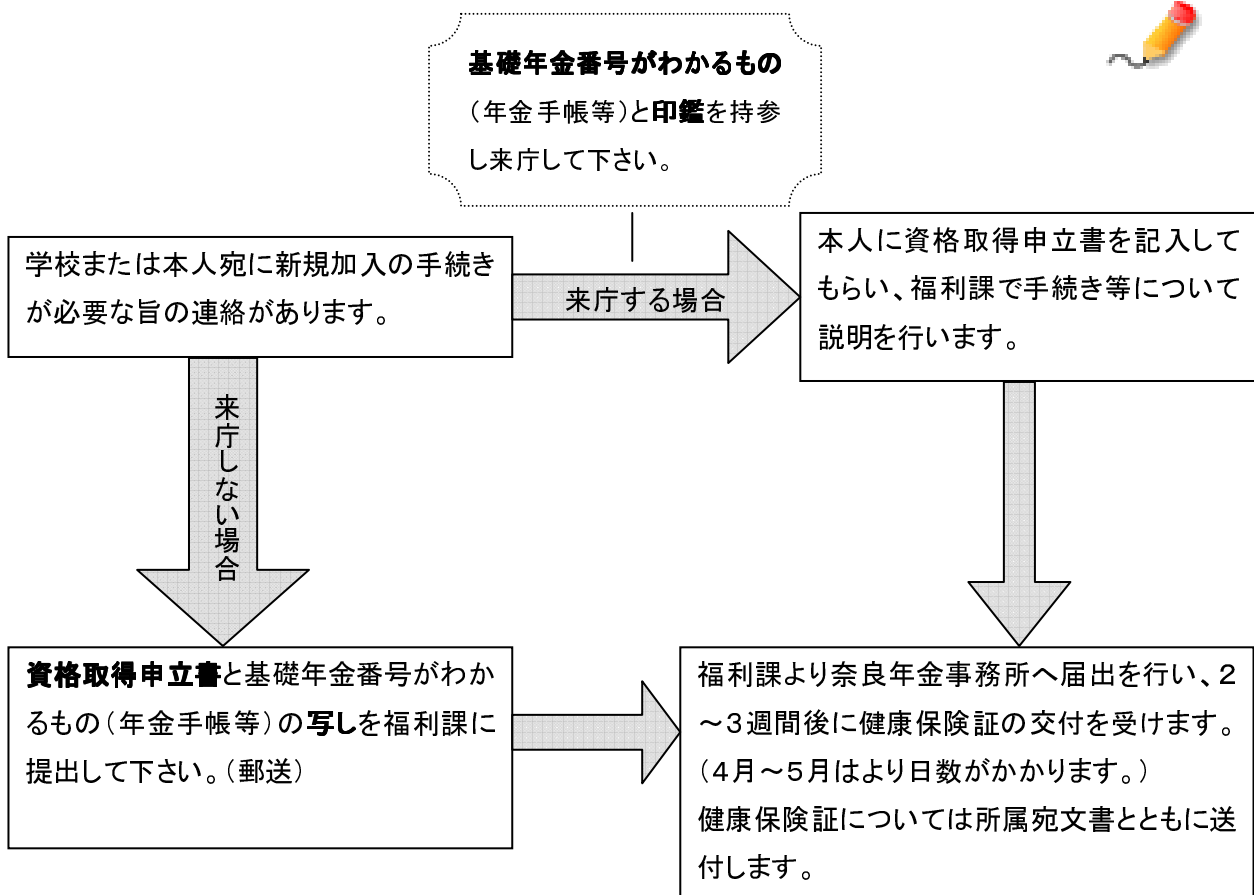 基礎年金番号がわかるもの
（年金手帳等）と印鑑を持参
し来庁して下さい。
学校または本人宛に新規加入の手続き
が必要な旨の連絡があります。
来庁する場合
本人に資格取得申立書を記入して
もらい、福利課で手続き等について
説明を行います。
来庁しない場合
資格取得申立書と基礎年金番号がわか
るもの（年金手帳等）の写しを福利課に
提出して下さい。（郵送）
福利課より奈良年金事務所へ届出を行い、２
～３週間後に健康保険証の交付を受けます。
（４月～５月はより日数がかかります。）
健康保険証については所属宛文書とともに送
付します。